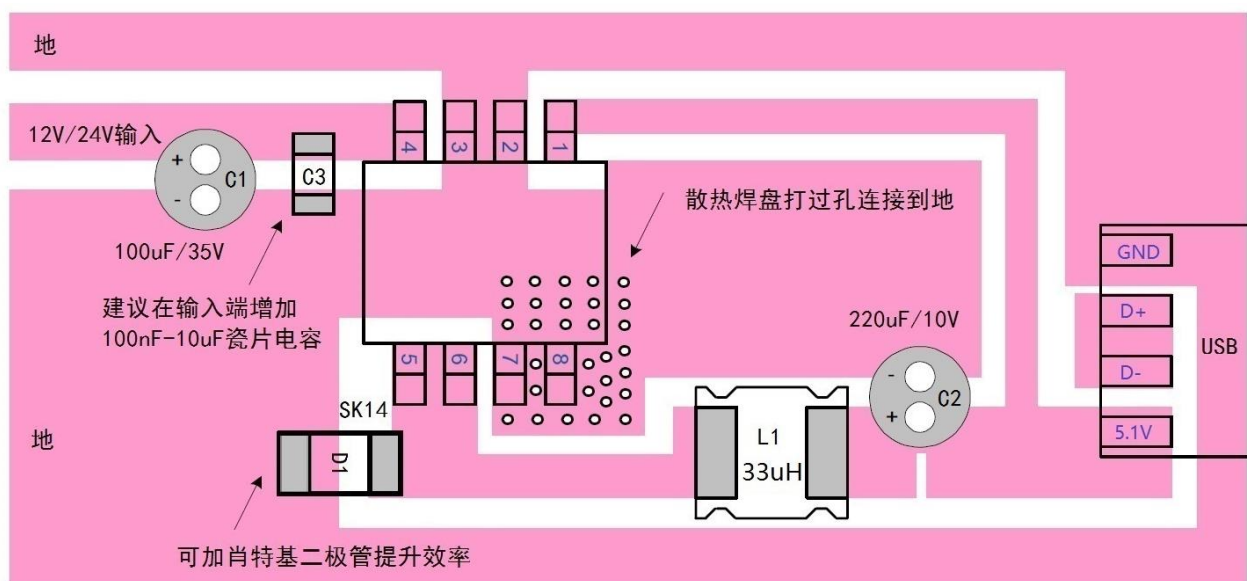 地
12V/24V输入
4
3
2
1
+
-
C1
C3
100uF/35V
散热焊盘打过孔连接到地
建议在输入端增加
100nF-10uF瓷片电容
GND
D+
D-
5.1V
USB
220uF/10V
-
+
C2
5
6
7
8
SK14
D1
地
L1
33uH
可加肖特基二极管提升效率